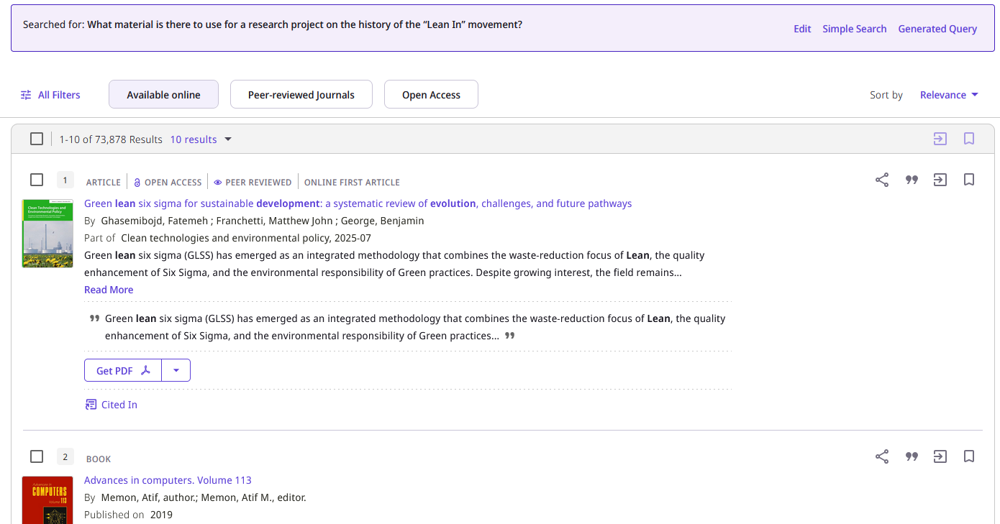 Searched for: What material is there to use for a research project on the history of the “Lean In” movement?
Edit Simple Search Generated Query
All Filters Available online Peer-reviewed Journals Open Access Sort by Relevance
1-10 of 73,878 Results 10 results
1 ARTICLE OPEN ACCESS PEER REVIEWED ONLINE FIRST ARTICLE
Green lean six sigma for sustainable development: a systematic review of evolution, challenges, and future pathways
By Ghasemibojd, Fatemeh ; Franchetti, Matthew John ; George, Benjamin
Part of Clean technologies and environmental policy, 2025-07
Green lean six sigma (GLSS) has emerged as an integrated methodology that combines the waste-reduction focus of Lean, the quality
enhancement of Six Sigma, and the environmental responsibility of Green practices. Despite growing interest, the field remains...
Read More
Clean Technologies and
Environmental Policy
Green lean six sigma (GLSS) has emerged as an integrated methodology that combines the waste-reduction focus of Lean, the quality
enhancement of Six Sigma, and the environmental responsibility of Green practices...
Get PDF
Cited In
2 BOOK
Advances in computers. Volume 113
By Memon, Atif, author.; Memon, Atif M., editor.
Published on 2019
Advances in
COMPUTERS
Volume 113